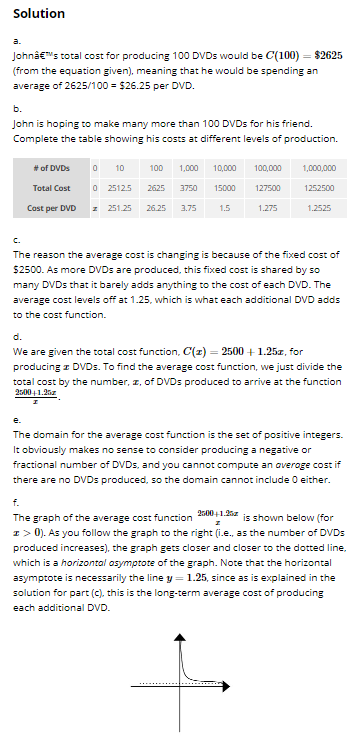 Solution
a.
Johnâ€™s total cost for producing 100 DVDs would be C(100) = $2625
(from the equation given), meaning that he would be spending an
average of 2625/100 = $26.25 per DVD.
b.
John is hoping to make many more than 100 DVDs for his friend.
Complete the table showing his costs at different levels of production.
# of DVDs 0 10 100 1,000 10,000 100,000 1,000,000
Total Cost 0 2512.5 2625 3750 15000 127500 1252500
Cost per DVD x 251.25 26.25 3.75 1.5 1.275 1.2525
c.
The reason the average cost is changing is because of the fixed cost of
$2500. As more DVDs are produced, this fixed cost is shared by so
many DVDs that it barely adds anything to the cost of each DVD. The
average cost levels off at 1.25, which is what each additional DVD adds
to the cost function.
d.
We are given the total cost function, C(x) = 2500 + 1.25x, for
producing x DVDs. To find the average cost function, we just divide the
total cost by the number, x, of DVDs produced to arrive at the function
2500+1.25x
x
.
e.
The domain for the average cost function is the set of positive integers.
It obviously makes no sense to consider producing a negative or
fractional number of DVDs, and you cannot compute an average cost if
there are no DVDs produced, so the domain cannot include 0 either.
f.
The graph of the average cost function 2500+1.25x / x is shown below (for
x > 0). As you follow the graph to the right (i.e., as the number of DVDs
produced increases), the graph gets closer and closer to the dotted line,
which is a horizontal asymptote of the graph. Note that the horizontal
asymptote is necessarily the line y = 1.25, since as is explained in the
solution for part (c), this is the long-term average cost of producing
each additional DVD.